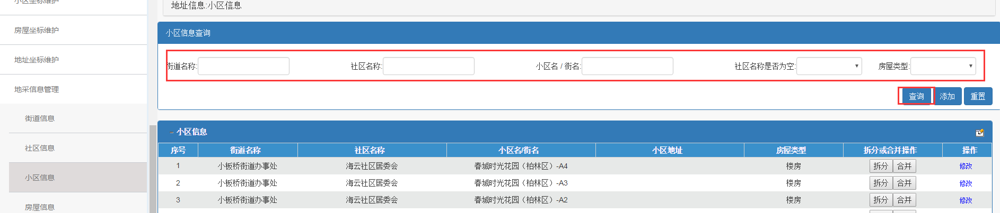 小区坐标维护
房屋坐标维护
地址坐标维护
地采信息管理
街道信息
社区信息
小区信息
房屋信息
地址信息:小区信息
小区信息查询
街道名称: 社区名称: 小区名 / 街名: 社区名称是否为空: 房屋类型:
查询 添加 重置
小区信息
序号 街道名称 社区名称 小区名/街名 小区地址 房屋类型 拆分或合并操作 操作
1 小板桥街道办事处 海云社区居委会 春城时光花园（柏林区）-A4 楼房 拆分 合并 修改
2 小板桥街道办事处 海云社区居委会 春城时光花园（柏林区）-A3 楼房 拆分 合并 修改
3 小板桥街道办事处 海云社区居委会 春城时光花园（柏林区）-A2 楼房 拆分 合并 修改